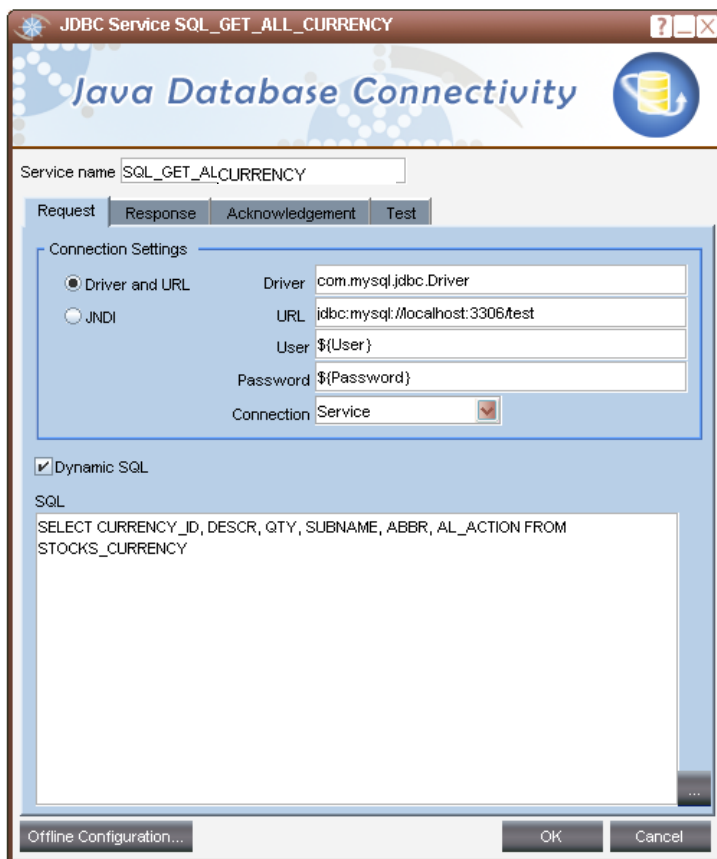 JDBC Service SQL_GET_ALL_CURRENCY
Java Database Connectivity
Service name SQL_GET_ALCURRENCY
Request Response Acknowledgement Test
Connection Settings
Driver and URL Driver com.mysql.jdbc.Driver
JNDI URL jdbc:mysql://localhost:3306/test
User ${User}
Password ${Password}
Connection Service
Dynamic SQL
SQL
SELECT CURRENCY_ID, DESCR, QTY, SUBNAME, ABBR, AL_ACTION FROM
STOCKS_CURRENCY
...
Offline Configuration... OK Cancel